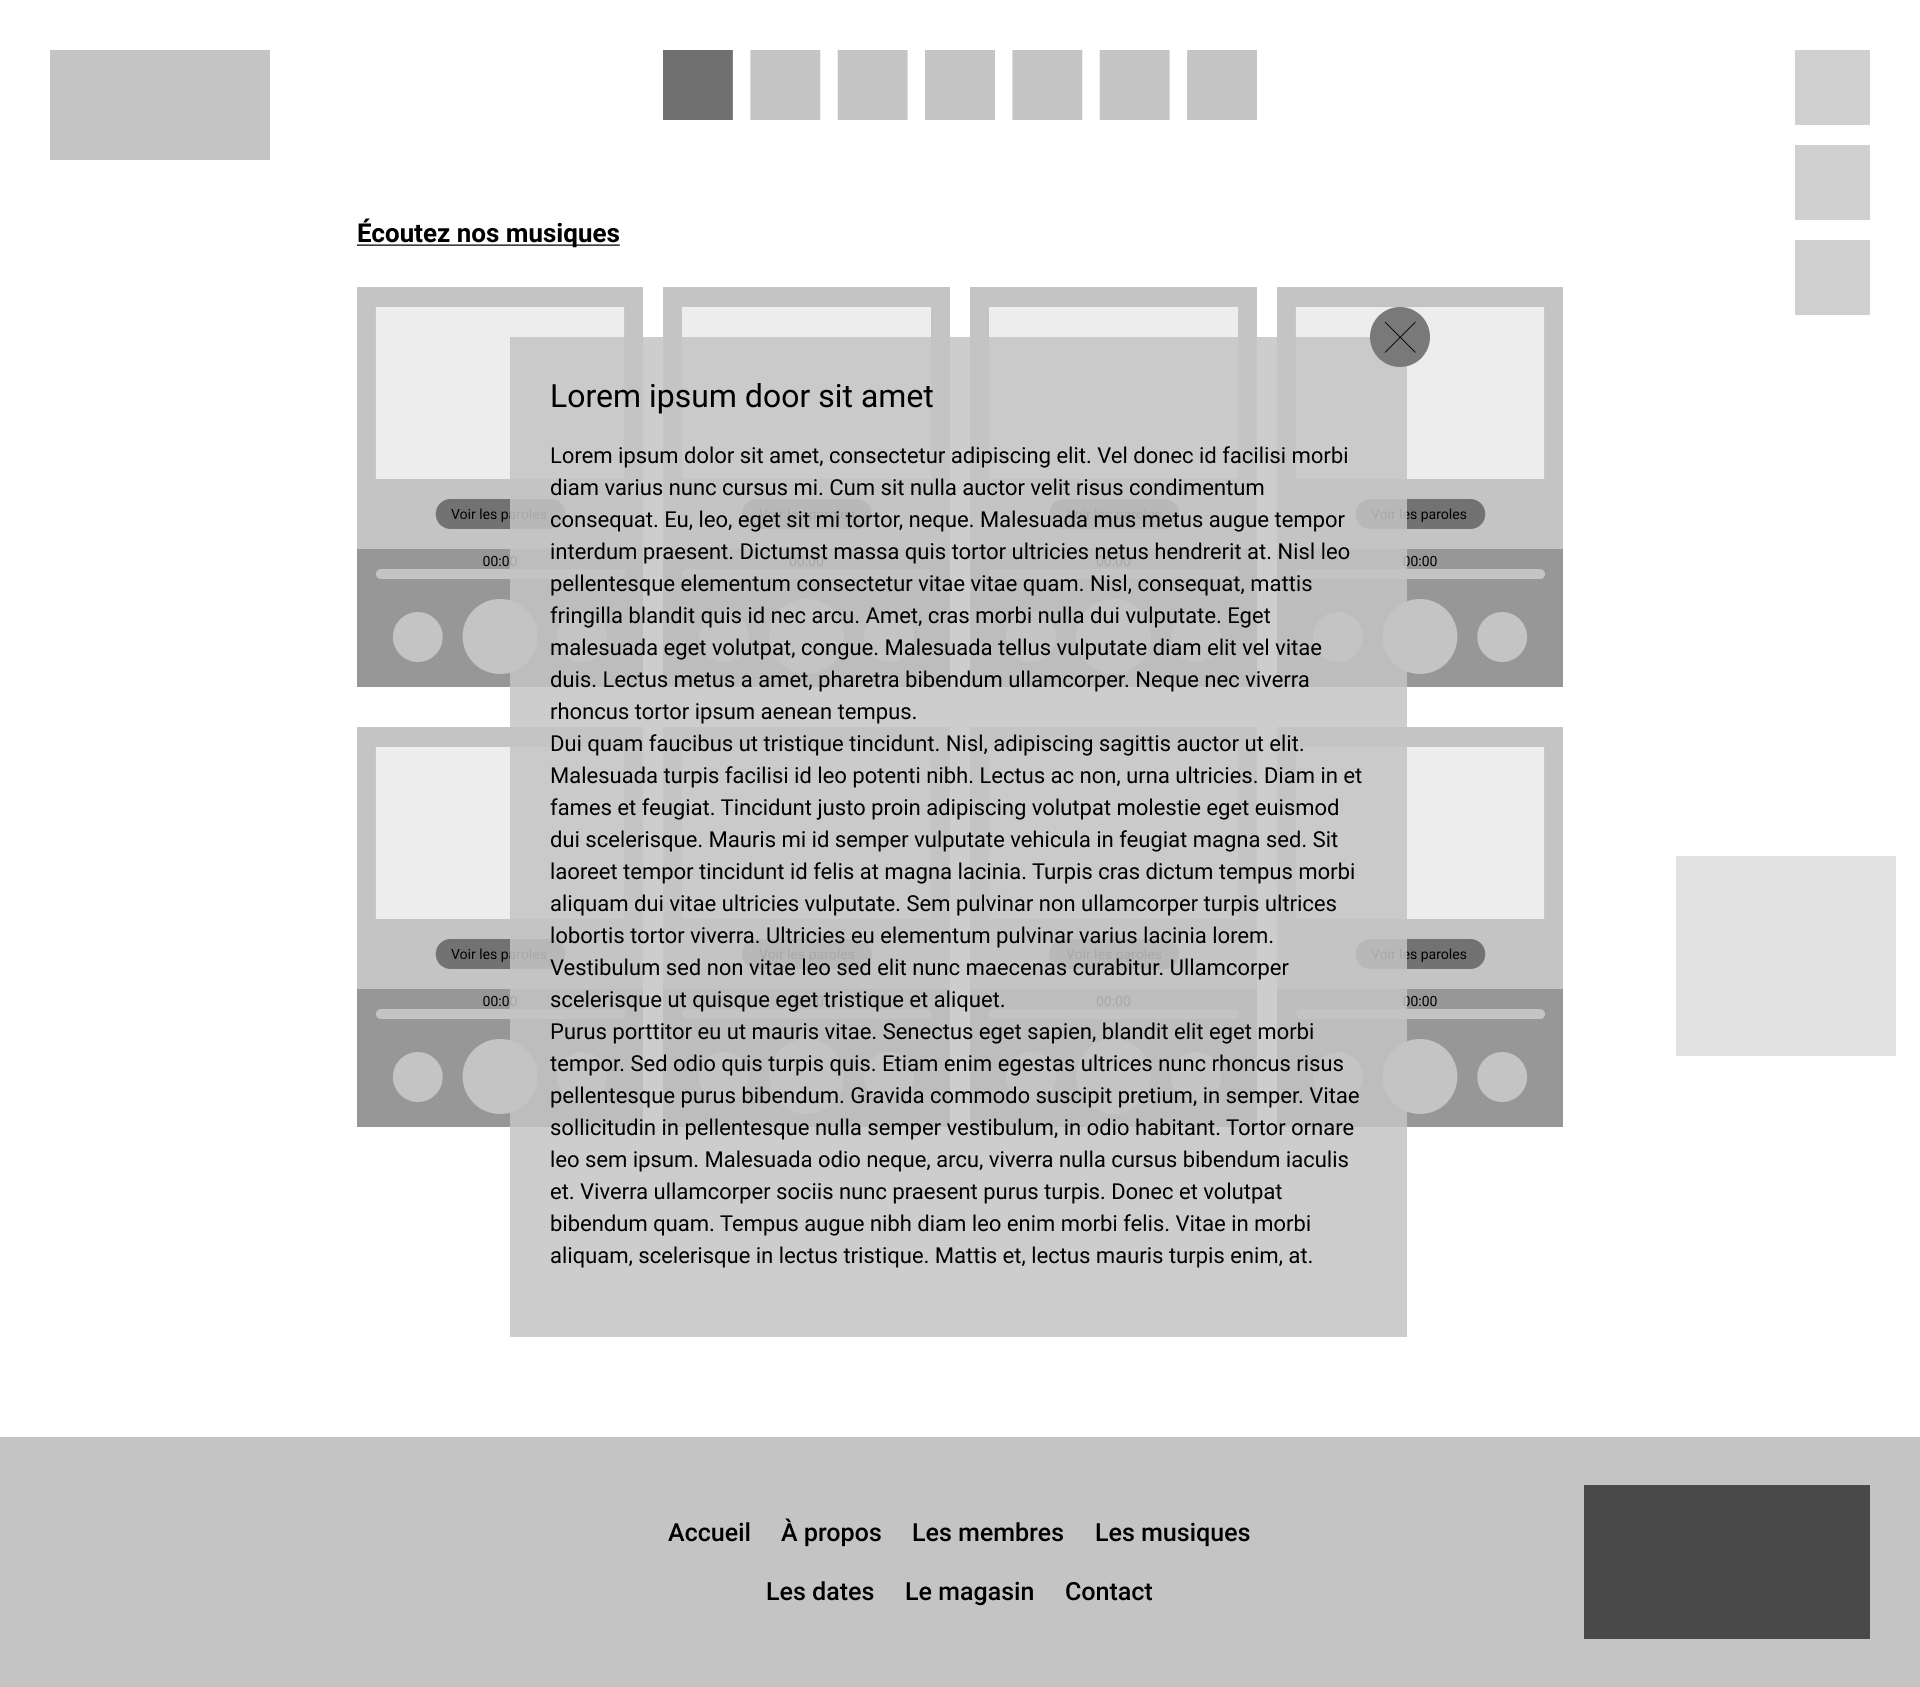 Écoutez nos musiques
Lorem ipsum door sit amet
Lorem ipsum dolor sit amet, consectetur adipiscing elit. Vel donec id facilisi morbi
diam varius nunc cursus mi. Cum sit nulla auctor velit risus condimentum
consequat. Eu, leo, eget sit mi tortor, neque. Malesuada mus metus augue tempor
interdum praesent. Dictumst massa quis tortor ultricies netus hendrerit at. Nisl leo
pellentesque elementum consectetur vitae vitae quam. Nisl, consequat, mattis
fringilla blandit quis id nec arcu. Amet, cras morbi nulla dui vulputate. Eget
malesuada eget volutpat, congue. Malesuada tellus vulputate diam elit vel vitae
duis. Lectus metus a amet, pharetra bibendum ullamcorper. Neque nec viverra
rhoncus tortor ipsum aenean tempus.
Dui quam faucibus ut tristique tincidunt. Nisl, adipiscing sagittis auctor ut elit.
Malesuada turpis facilisi id leo potenti nibh. Lectus ac non, urna ultricies. Diam in et
fames et feugiat. Tincidunt justo proin adipiscing volutpat molestie eget euismod
dui scelerisque. Mauris mi id semper vulputate vehicula in feugiat magna sed. Sit
laoreet tempor tincidunt id felis at magna lacinia. Turpis cras dictum tempus morbi
aliquam dui vitae ultricies vulputate. Sem pulvinar non ullamcorper turpis ultrices
lobortis tortor viverra. Ultricies eu elementum pulvinar varius lacinia lorem.
Vestibulum sed non vitae leo sed elit nunc maecenas curabitur. Ullamcorper
scelerisque ut quisque eget tristique et aliquet.
Purus porttitor eu ut mauris vitae. Senectus eget sapien, blandit elit eget morbi
tempor. Sed odio quis turpis quis. Etiam enim egestas ultrices nunc rhoncus risus
pellentesque purus bibendum. Gravida commodo suscipit pretium, in semper. Vitae
sollicitudin in pellentesque nulla semper vestibulum, in odio habitant. Tortor ornare
leo sem ipsum. Malesuada odio neque, arcu, viverra nulla cursus bibendum iaculis
et. Viverra ullamcorper sociis nunc praesent purus turpis. Donec et volutpat
bibendum quam. Tempus augue nibh diam leo enim morbi felis. Vitae in morbi
aliquam, scelerisque in lectus tristique. Mattis et, lectus mauris turpis enim, at.
Voir les paroles
Voir les paroles
00:00
00:00
00:00
00:00
Voir les paroles
Voir les paroles
Voir les paroles
Voir les paroles
00:00
00:00
00:00
Accueil À propos Les membres Les musiques
Les dates Le magasin Contact